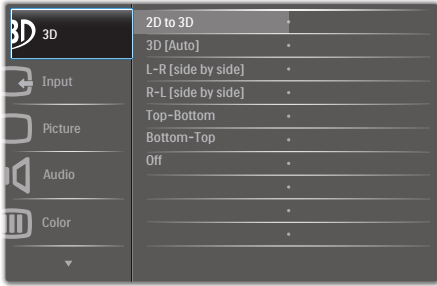 3D 3D
Input
Picture
Audio
Color
2D to 3D
3D [Auto]
L-R [side by side]
R-L [side by side]
Top-Bottom
Bottom-Top
Off